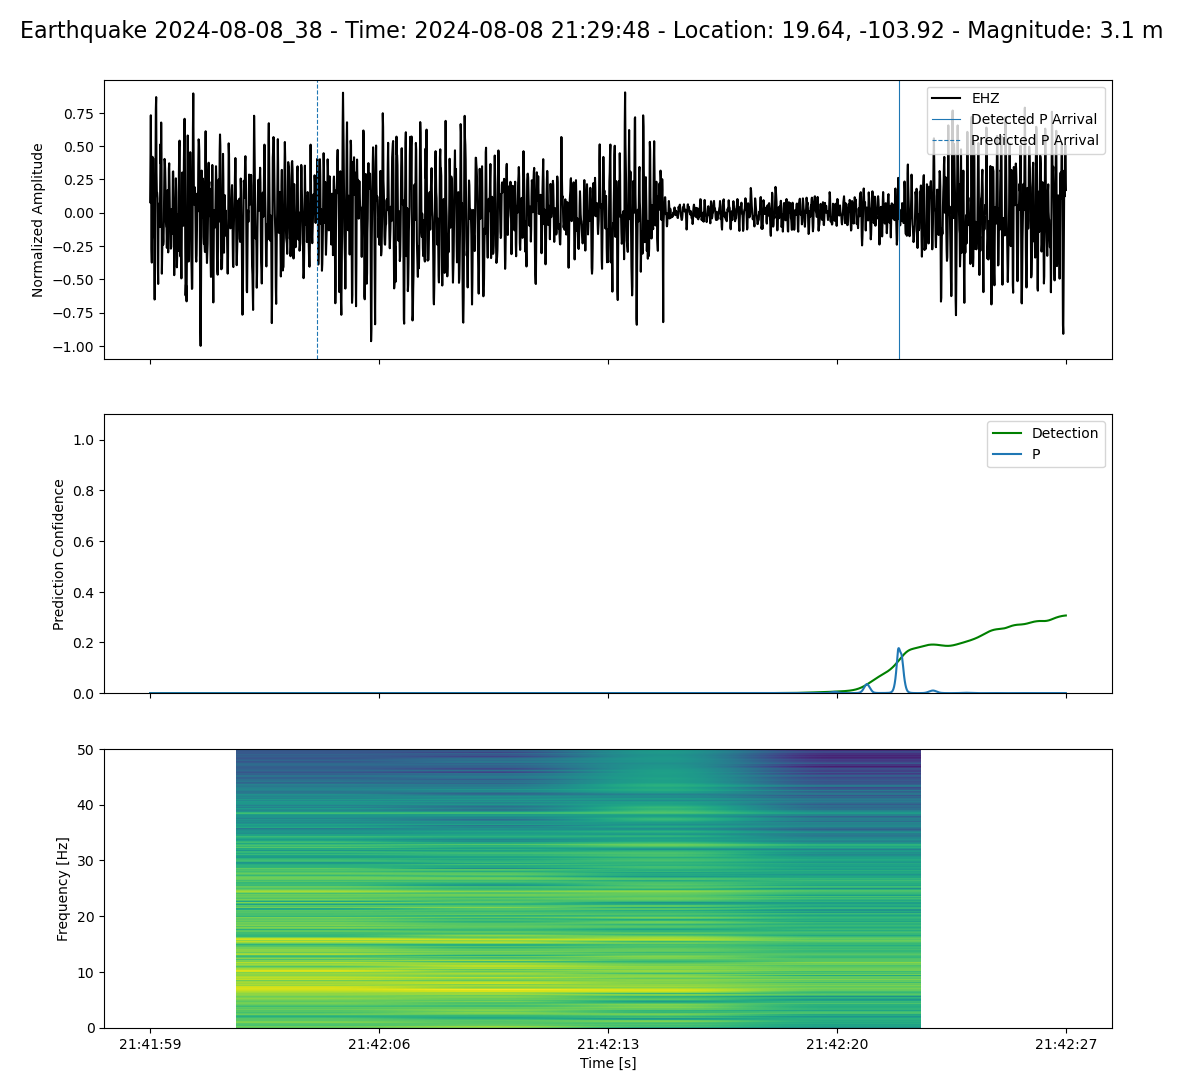 Earthquake 2024-08-08_38 - Time: 2024-08-08 21:29:48 - Location: 19.64, -103.92 - Magnitude: 3.1 m
EHZ
Detected P Arrival
Predicted P Arrival
Normalized Amplitude
0.75
0.50
0.25
0.00
−0.25
−0.50
−0.75
−1.00
Detection
P
Prediction Confidence
1.0
0.8
0.6
0.4
0.2
0.0
Frequency [Hz]
50
40
30
20
10
0
21:41:59
21:42:06
21:42:13
21:42:20
21:42:27
Time [s]